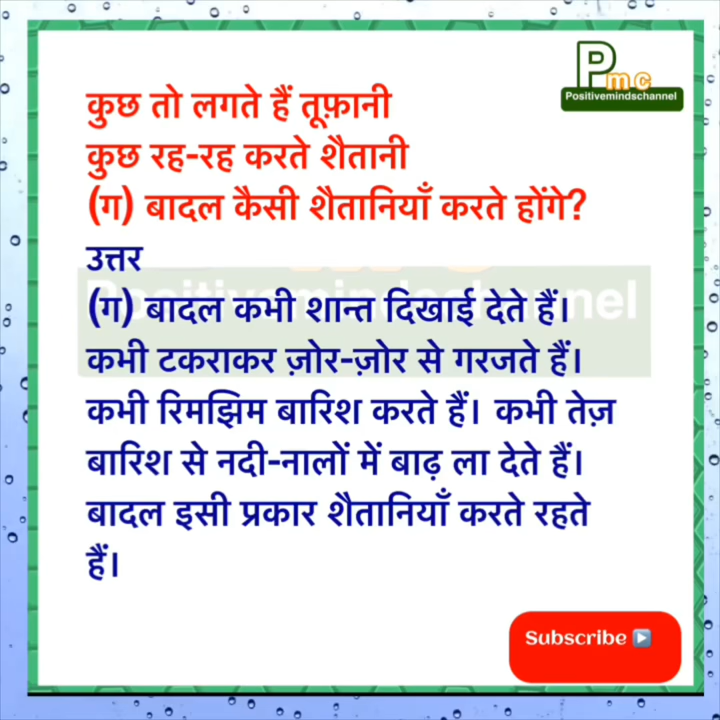 Pmc
Positivemindschannel
कुछ तो लगते हैं तूफ़ानी
कुछ रह-रह करते शैतानी
(ग) बादल कैसी शैतानियाँ करते होंगे?
उत्तर
(ग) बादल कभी शान्त दिखाई देते हैं।
कभी टकराकर ज़ोर-ज़ोर से गरजते हैं।
कभी रिमझिम बारिश करते हैं। कभी तेज़
बारिश से नदी-नालों में बाढ़ ला देते हैं।
बादल इसी प्रकार शैतानियाँ करते रहते
हैं।
Subscribe